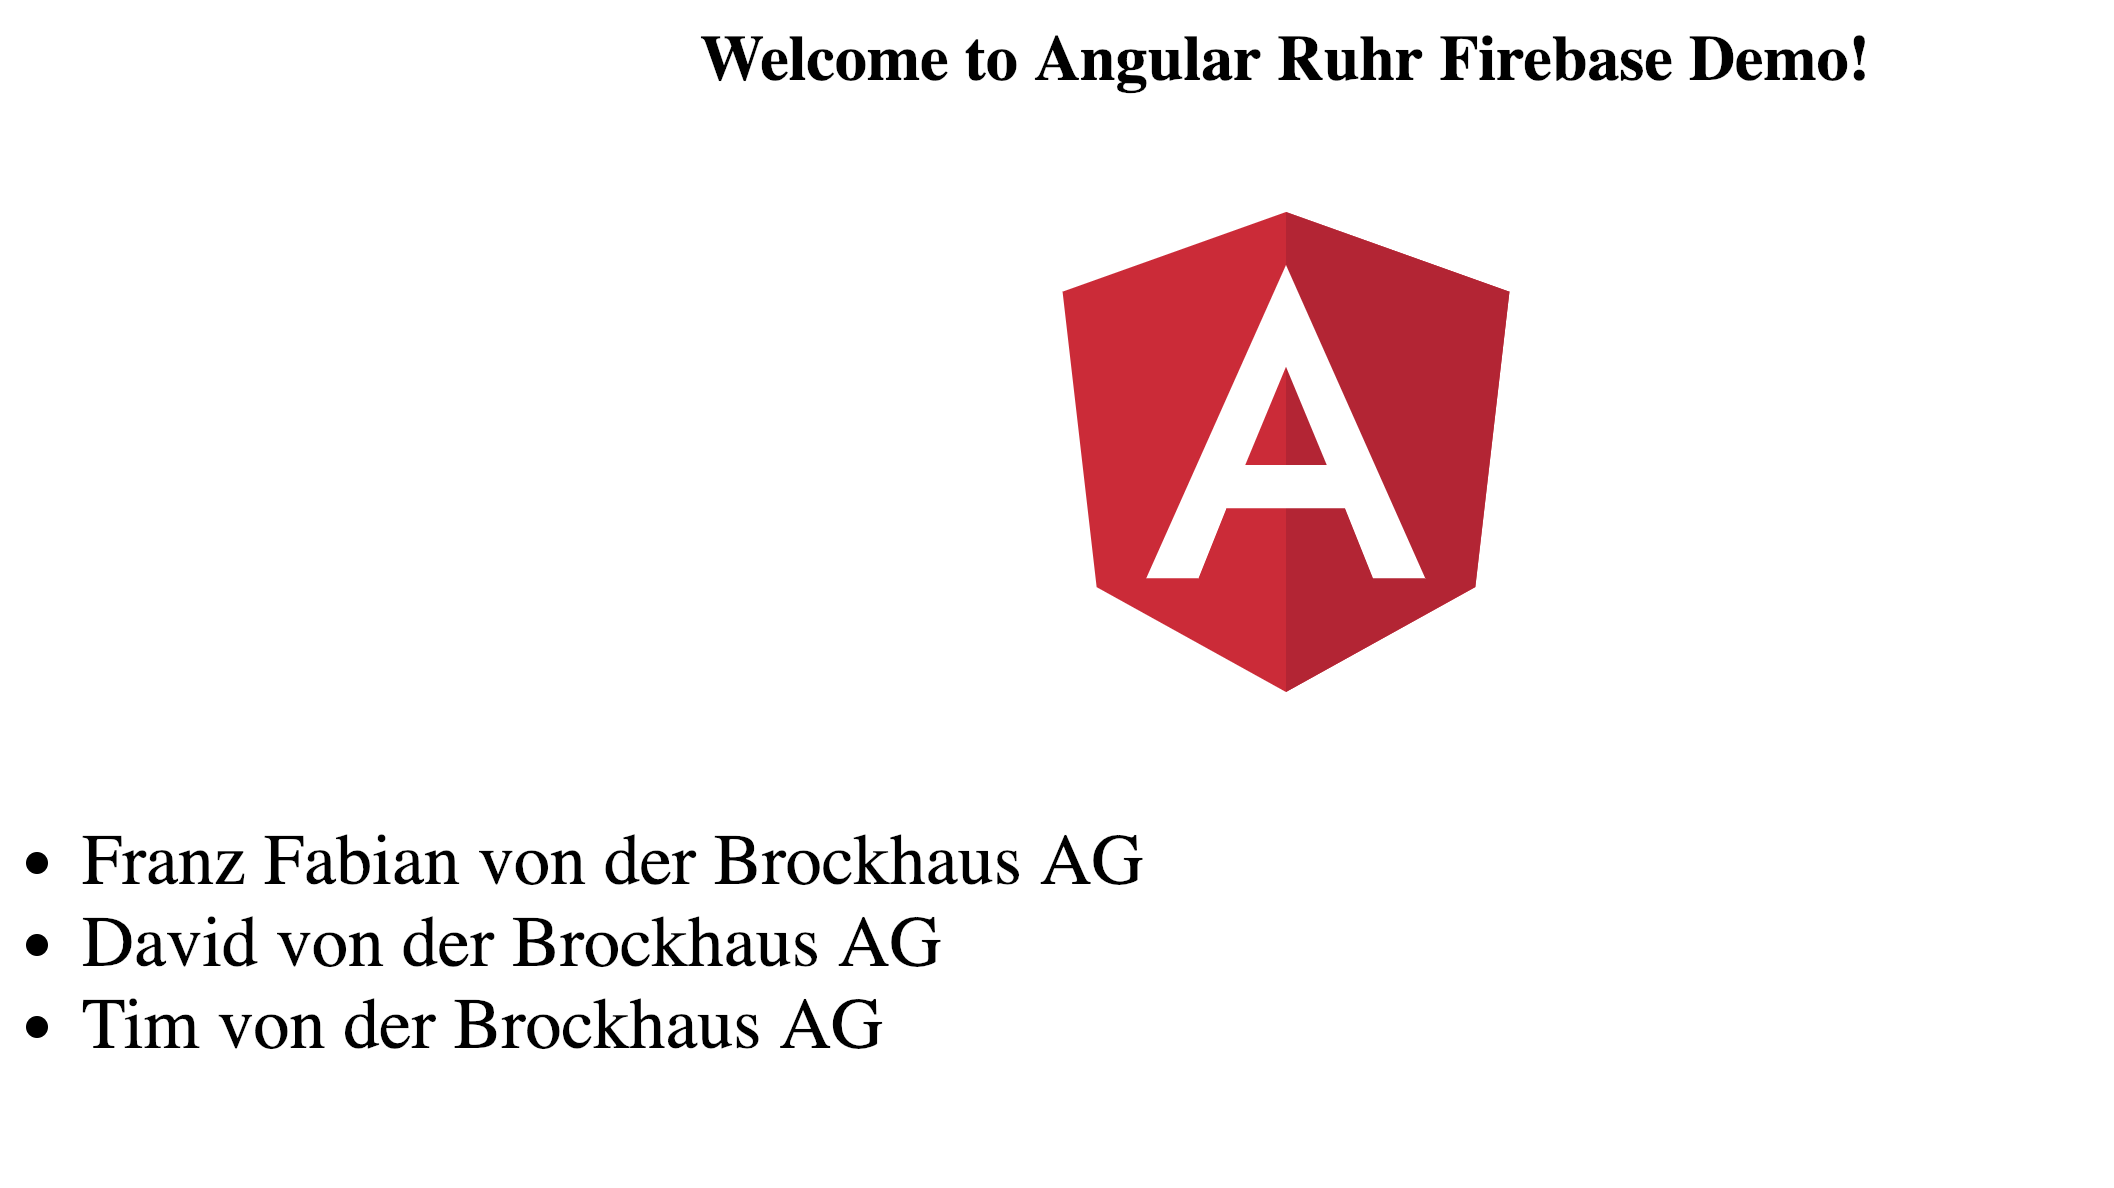 Welcome to Angular Ruhr Firebase Demo!
A
Franz Fabian von der Brockhaus AG
David von der Brockhaus AG
Tim von der Brockhaus AG